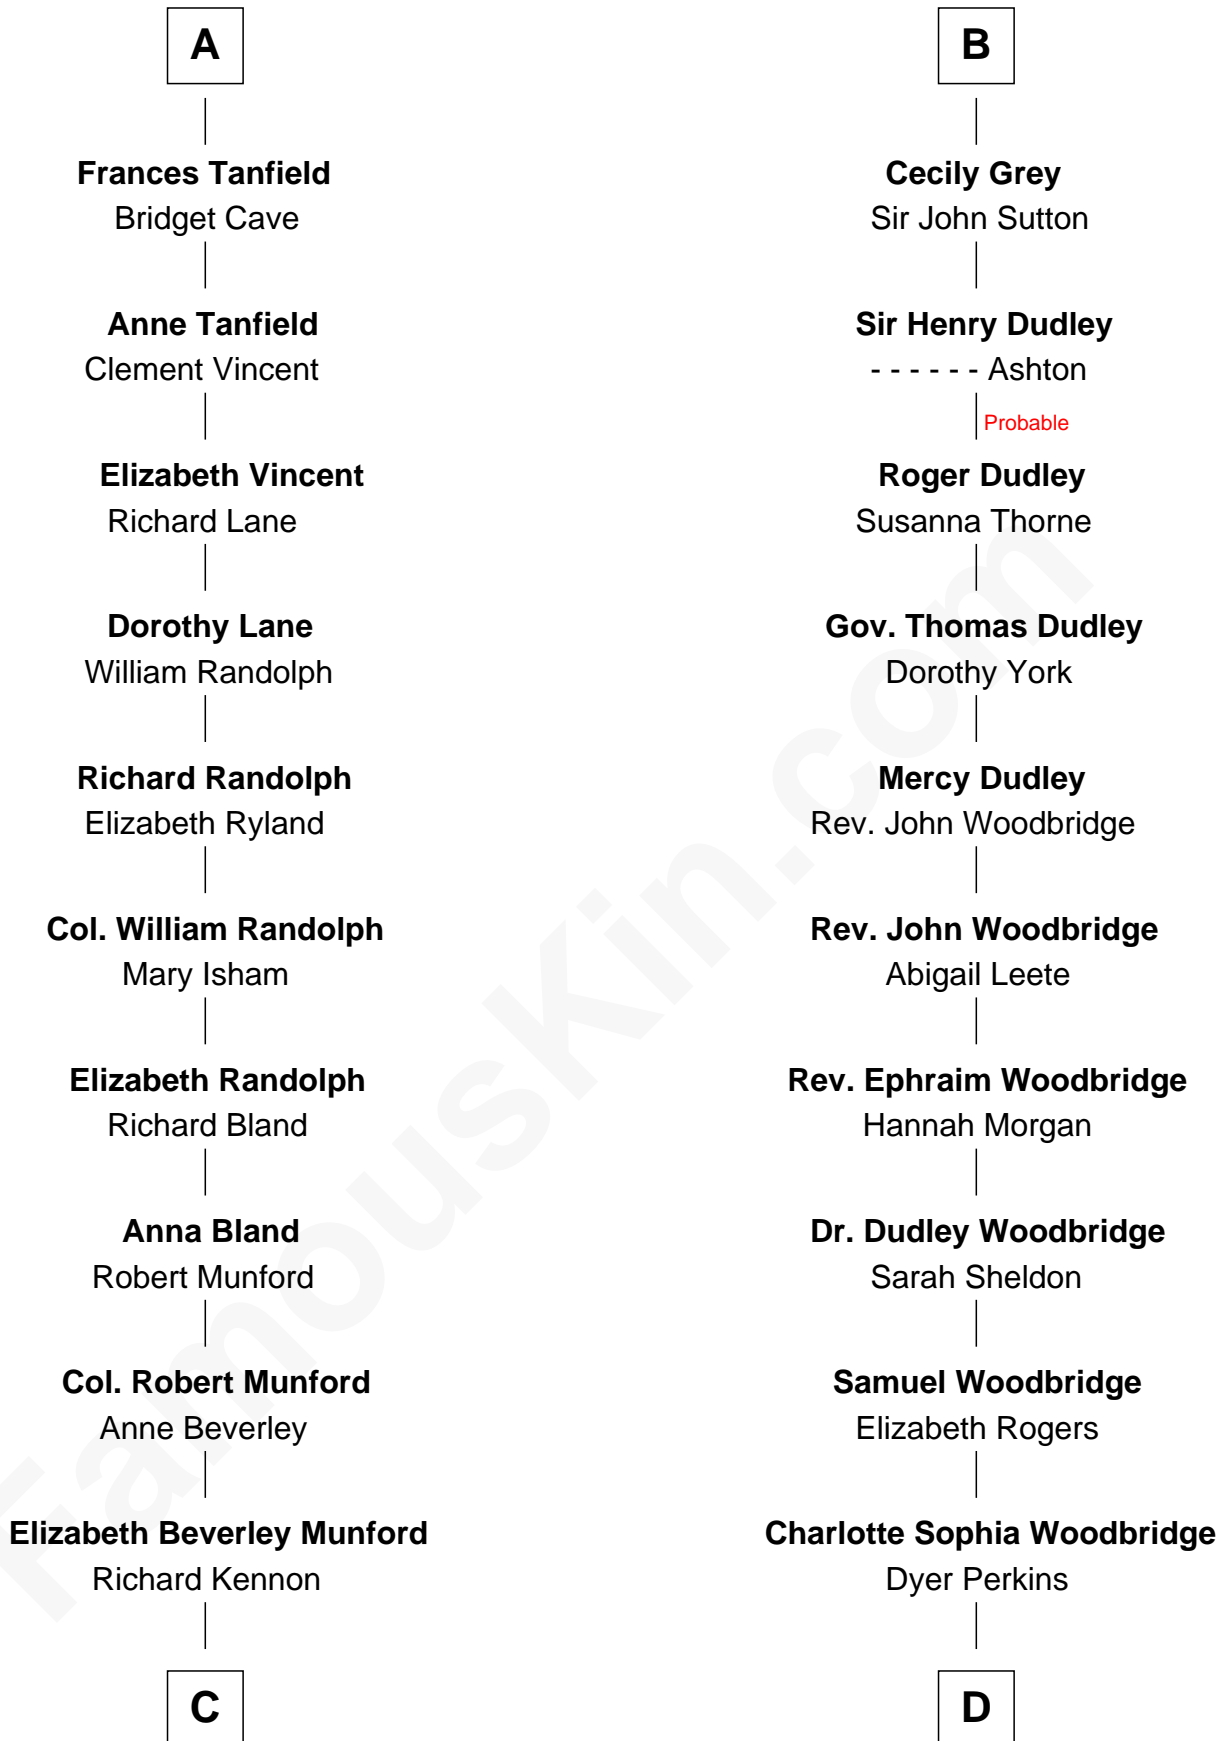 A
Frances Tanfield
Bridget Cave
Anne Tanfield
Clement Vincent
Elizabeth Vincent
Richard Lane
Dorothy Lane
William Randolph
Richard Randolph
Elizabeth Ryland
Col. William Randolph
Mary Isham
Elizabeth Randolph
Richard Bland
Anna Bland
Robert Munford
Col. Robert Munford
Anne Beverley
Elizabeth Beverley Munford
Richard Kennon
C
B
Cecily Grey
Sir John Sutton
Sir Henry Dudley
- - - - - - Ashton
Probable
Roger Dudley
Susanna Thorne
Gov. Thomas Dudley
Dorothy York
Mercy Dudley
Rev. John Woodbridge
Rev. John Woodbridge
Abigail Leete
Rev. Ephraim Woodbridge
Hannah Morgan
Dr. Dudley Woodbridge
Sarah Sheldon
Samuel Woodbridge
Elizabeth Rogers
Charlotte Sophia Woodbridge
Dyer Perkins
D
FamousKin.com